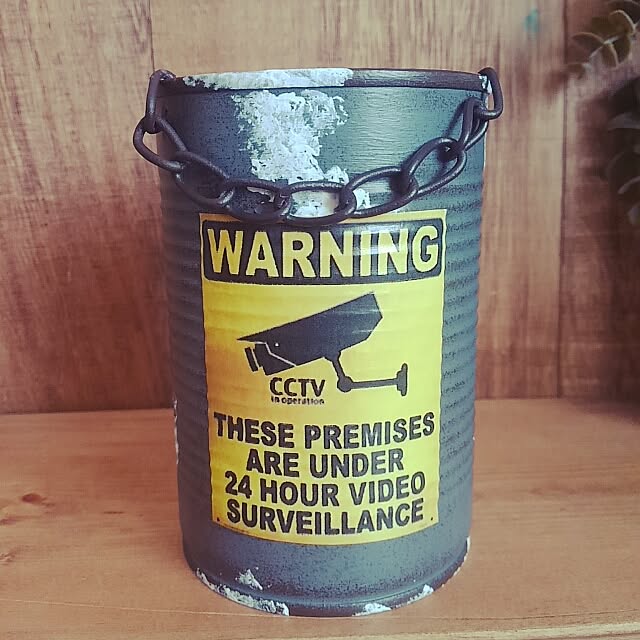 WARNING
CCTV
in operation
THESE PREMISES
ARE UNDER
24 HOUR VIDEO
SURVEILLANCE